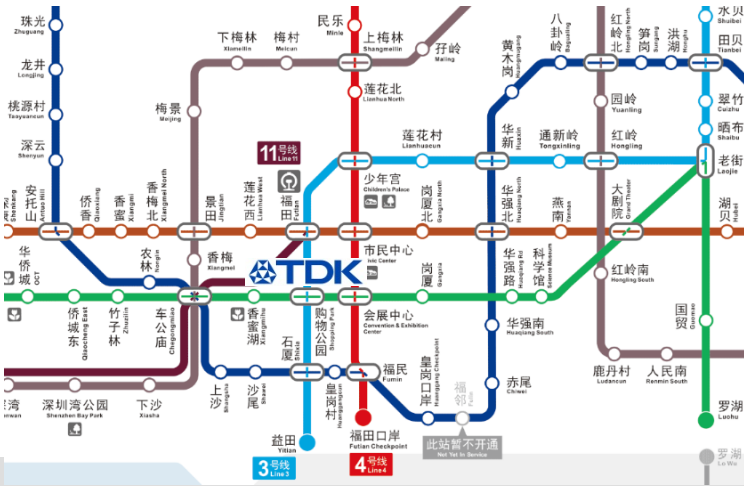 珠光
Zhuguang
龙井
Longjing
桃源村
Taoyuancun
深云
Shenyun
安托山
Antuo Hill
侨香
Qiaoxiang
香蜜
Xiangmi
香梅北
Xiangmei North
景田
Jingtian
莲花西
Lianhua West
福田
Futian
11号线
Line 11
下梅林
Xiameilin
梅村
Meicun
梅景
Meijing
民乐
Minle
上梅林
Shangmeilin
孖岭
Maling
莲花北
Lianhua North
莲花村
Lianhuacun
少年宫
Children's Palace
岗厦北
Gangxia North
黄木岗
Huangmugang
八卦岭
Bagualing
红岭北
Hongling North
笋岗
Sungang
洪湖
Honghu
水贝
Shuibei
田贝
Tianbei
翠竹
Cuizhu
晒布
Shaibu
老街
Laojie
园岭
Yuanling
华新
Huaxin
通新岭
Tongxinling
红岭
Hongling
华强北
Huaqiang North
燕南
Yannan
大剧院
Grand Theater
湖贝
Hubei
华侨城
OCT
农林
Nonglin
香梅
Xiangmei
TDK
市民中心
Civic Center
岗厦
Gangxia
华强路
Huaqiang Rd
科学馆
Science Museum
红岭南
Hongling South
侨城东
Qiaocheng East
竹子林
Zhuzilin
车公庙
Chegongmiao
香蜜湖
Xiangmihu
购物公园
Shopping Park
会展中心
Convention & Exhibition
Center
华强南
Huaqiang South
国贸
Guomao
石厦
Shixia
福民
Fumin
皇岗村
Huanggangcun
皇岗口岸
Huanggang Checkpoint
福邻
赤尾
Chiwei
鹿丹村
Ludancun
人民南
Renmin South
深圳湾公园
Shenzhen Bay Park
下沙
Xiasha
上沙
Shangsha
沙尾
Shawei
益田
Yitian
福田口岸
Futian Checkpoint
此站暂不开通
Not Yet In Service
罗湖
Luohu
3号线
Line 3
4号线
Line 4
罗湖
Lo Wu